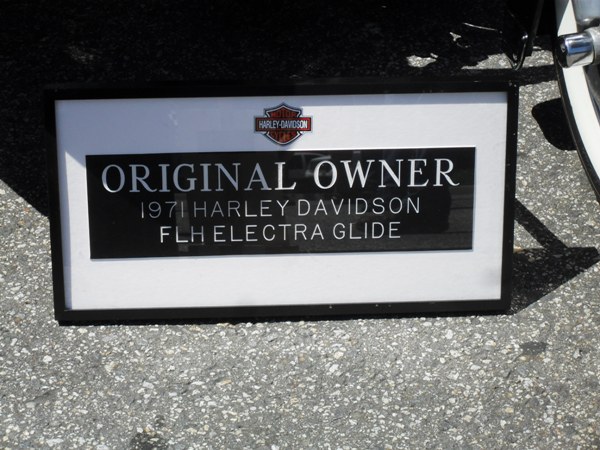 HARLEY-DAVIDSON
ORIGINAL OWNER
1971 HARLEY DAVIDSON
FLH ELECTRA GLIDE